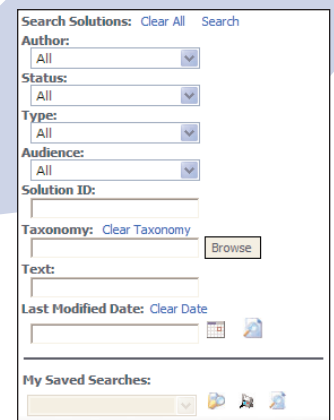 Search Solutions: Clear All Search
Author:
All
Status:
All
Type:
All
Audience:
All
Solution ID:
Taxonomy: Clear Taxonomy
Browse
Text:
Last Modified Date: Clear Date
My Saved Searches: